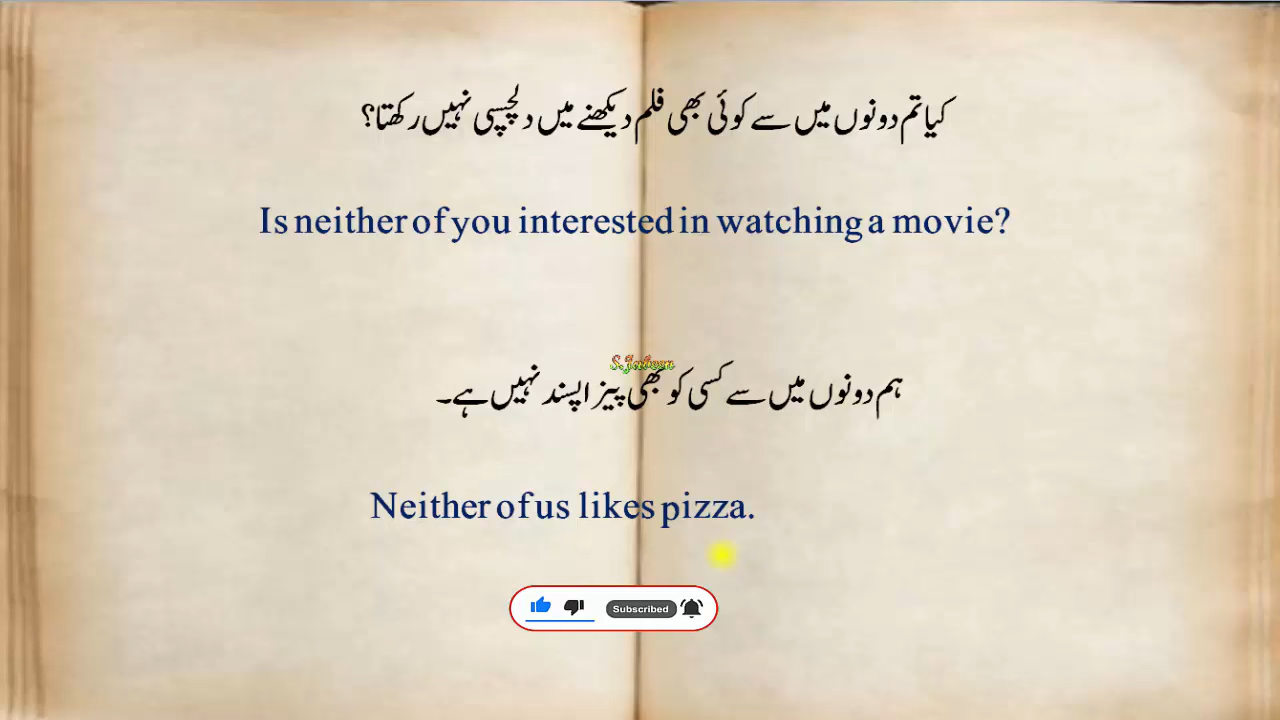 کیا تم دونوں میں سے کوئی بھی فلم دیکھنے میں دلچسپی نہیں رکھتا؟
Is neither of you interested in watching a movie?
S.Jabeen
ہم دونوں میں سے کسی کو بھی پیزا پسند نہیں ہے۔
Neither of us likes pizza.
Subscribed